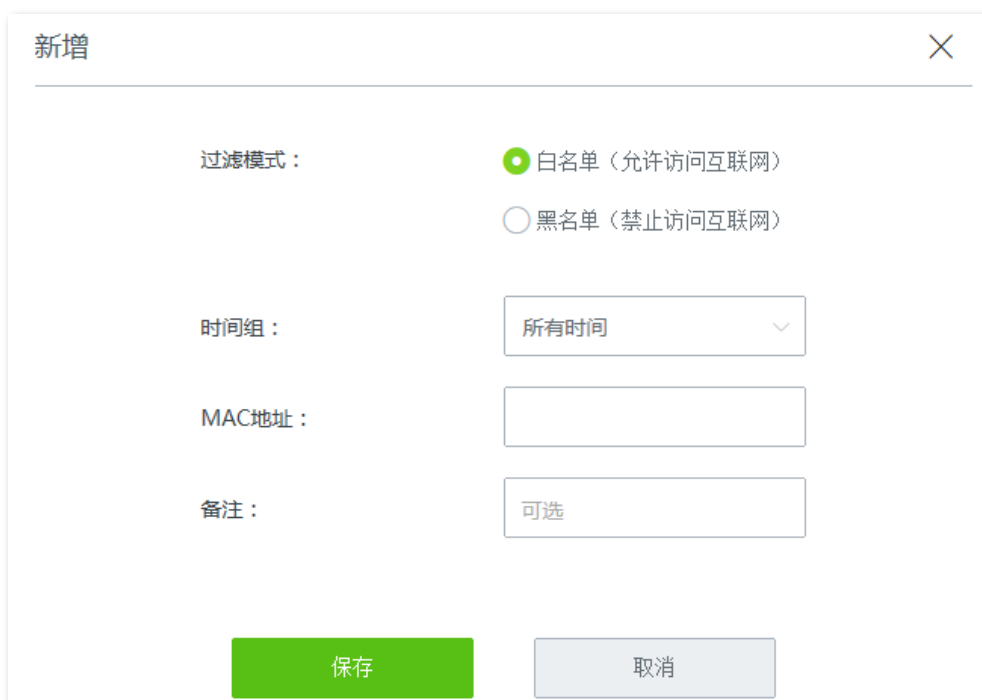 新增
过滤模式：
白名单（允许访问互联网）
黑名单（禁止访问互联网）
时间组：
所有时间
MAC地址：
备注：
可选
保存
取消